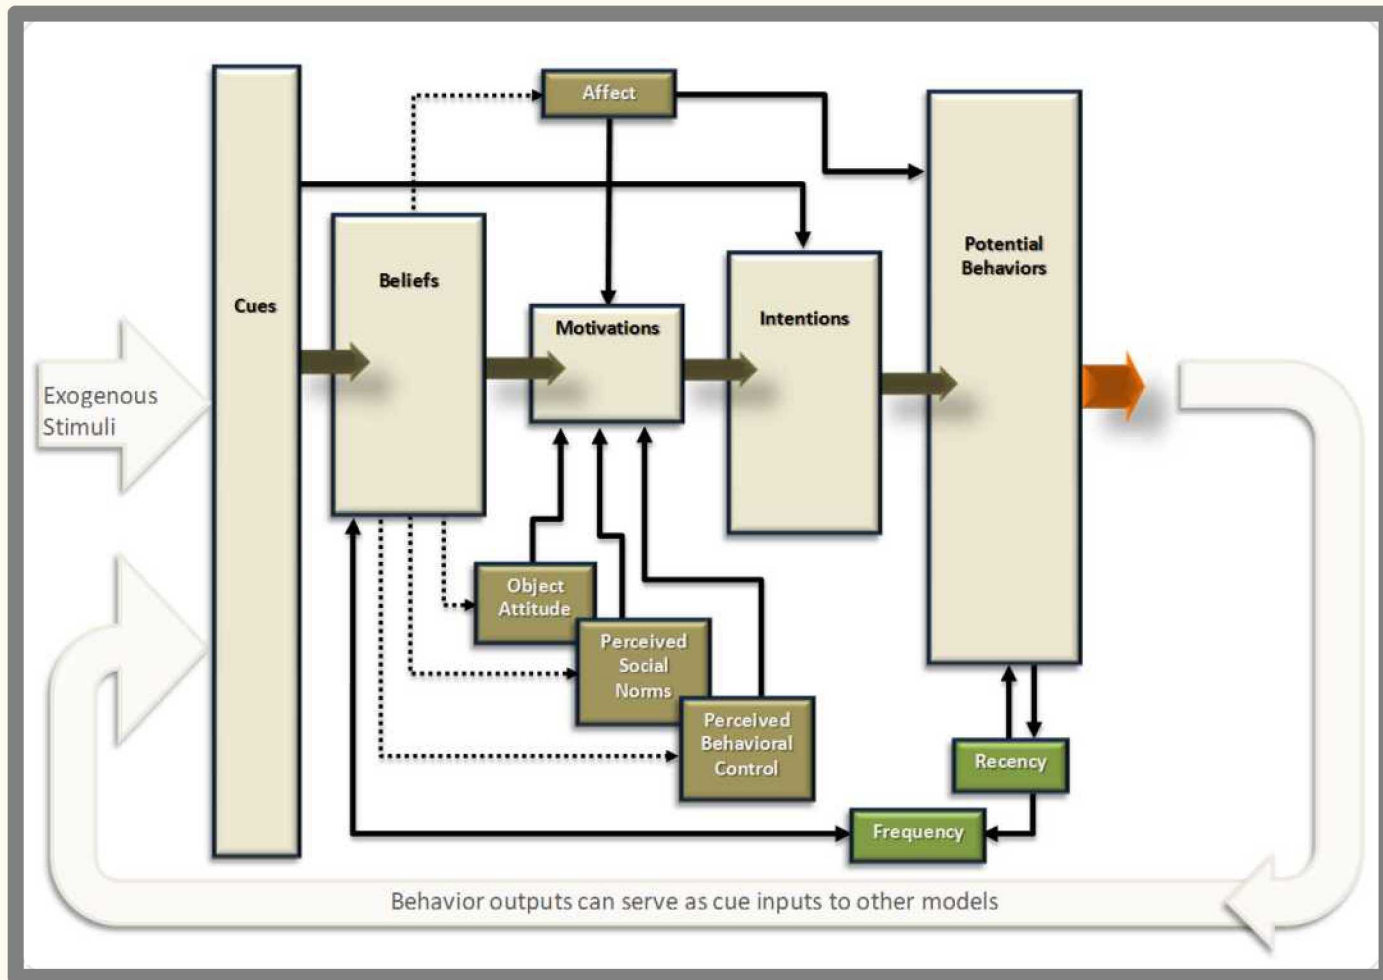 Affect
Cues
Beliefs
Motivations
Intentions
Potential
Behaviors
Exogenous
Stimuli
Object
Attitude
Perceived
Social
Norms
Perceived
Behavioral
Control
Recency
Frequency
Behavior outputs can serve as cue inputs to other models